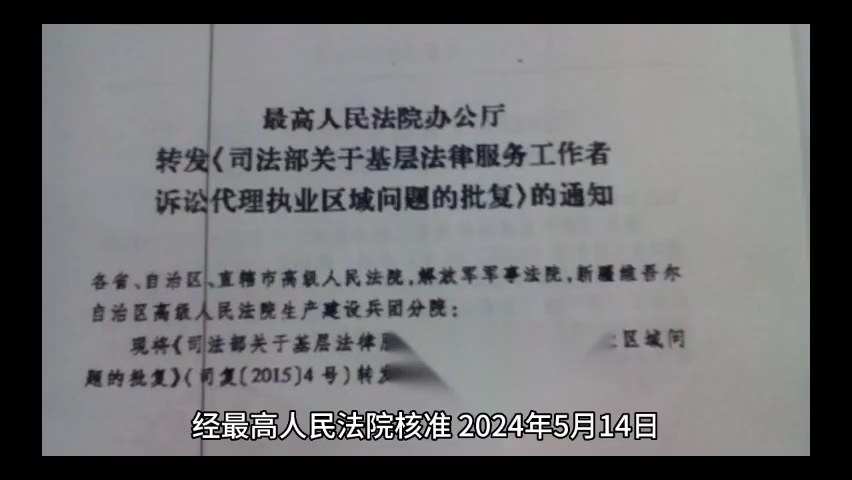 最高人民法院办公厅
转发《司法部关于基层法律服务工作者
诉讼代理执业区域问题的批复》的通知
各省、自治区、直辖市高级人民法院,解放军军事法院,新疆维吾尔
自治区高级人民法院生产建设兵团分院:
现将《司法部关于基层法律 区域问
题的批复》(司复〔2015〕4号)转
经最高人民法院核准 2024年5月14日